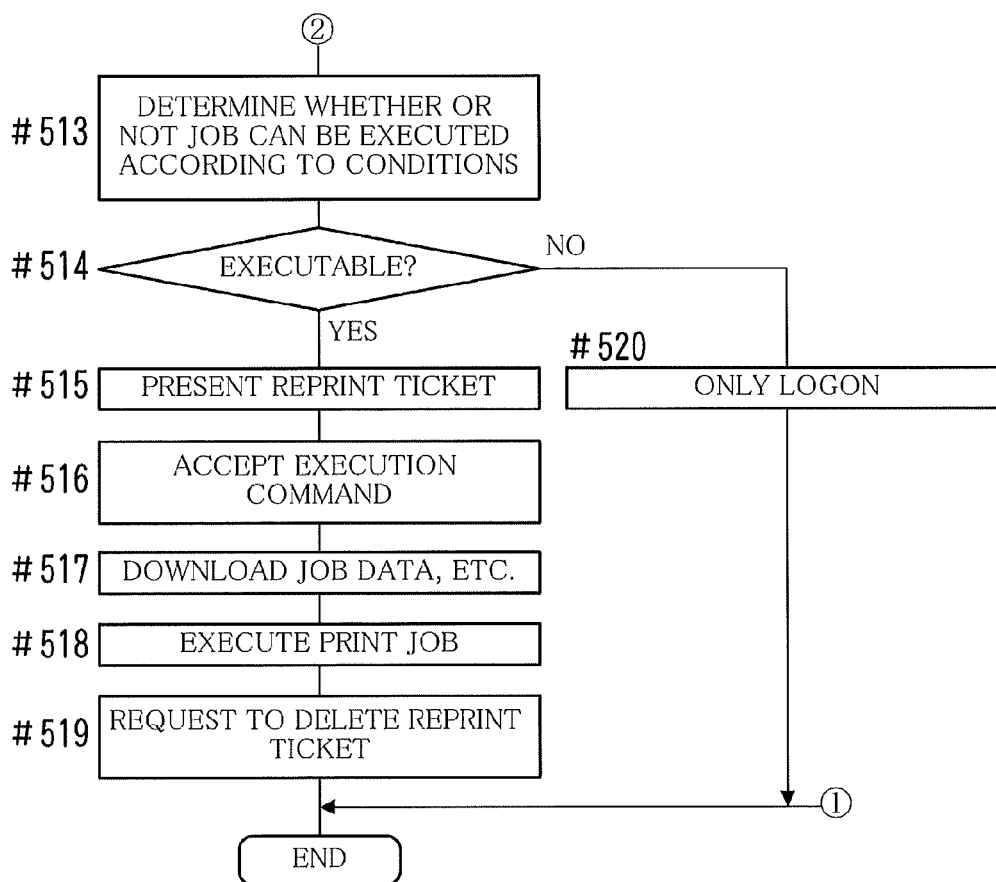 ②
#513
DETERMINE WHETHER OR
NOT JOB CAN BE EXECUTED
ACCORDING TO CONDITIONS
#514
EXECUTABLE?
NO
YES
#520
#515
PRESENT REPRINT TICKET
ONLY LOGON
#516
ACCEPT EXECUTION
COMMAND
#517
DOWNLOAD JOB DATA, ETC.
#518
EXECUTE PRINT JOB
#519
REQUEST TO DELETE REPRINT
TICKET
①
END